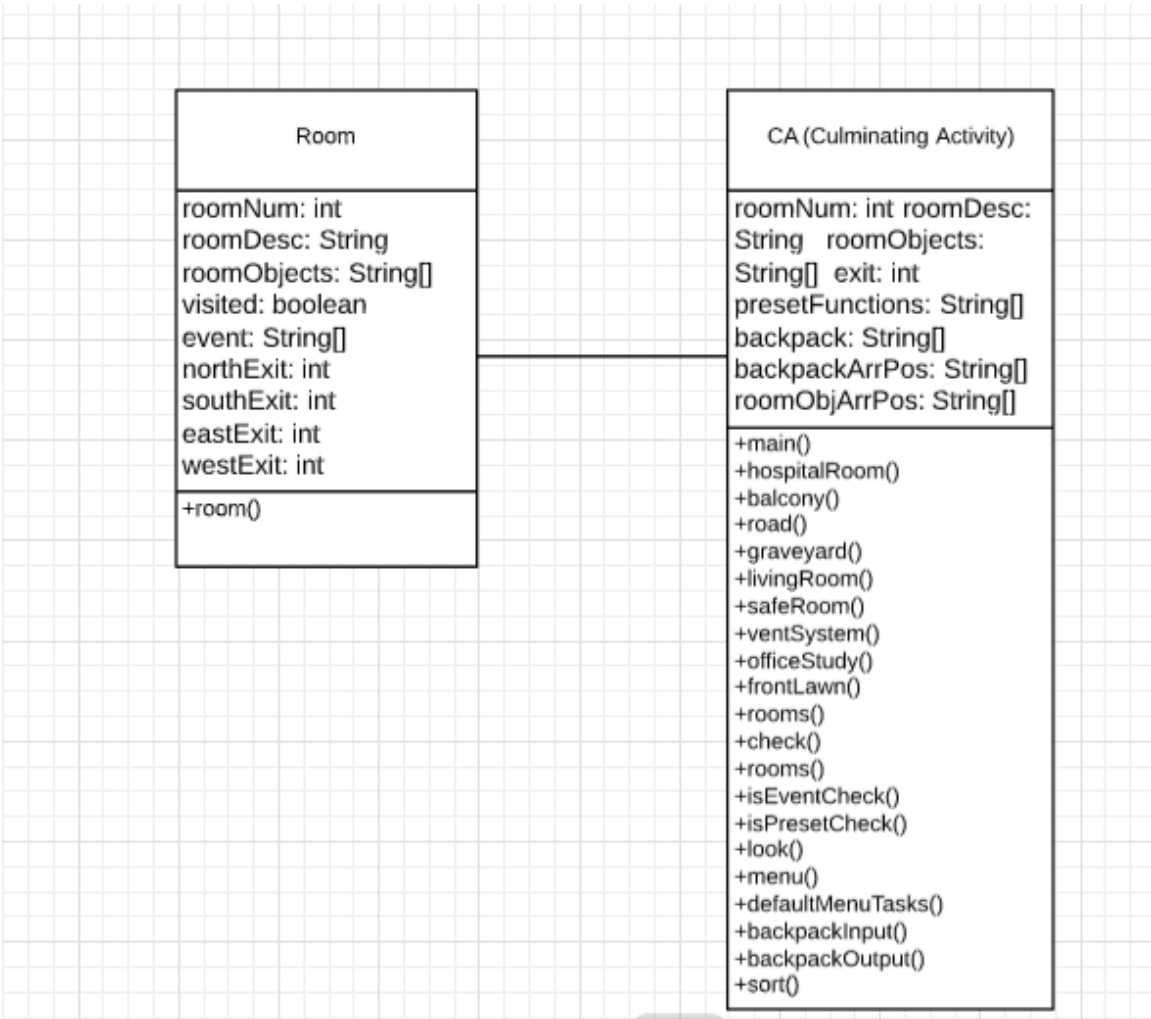 Room
roomNum: int
roomDesc: String
roomObjects: String[]
visited: boolean
event: String[]
northExit: int
southExit: int
eastExit: int
westExit: int
+room()
CA (Culminating Activity)
roomNum: int roomDesc:
String roomObjects:
String[] exit: int
presetFunctions: String[]
backpack: String[]
backpackArrPos: String[]
roomObjArrPos: String[]
+main()
+hospitalRoom()
+balcony()
+road()
+graveyard()
+livingRoom()
+safeRoom()
+ventSystem()
+officeStudy()
+frontLawn()
+rooms()
+check()
+rooms()
+isEventCheck()
+isPresetCheck()
+look()
+menu()
+defaultMenuTasks()
+backpackInput()
+backpackOutput()
+sort()